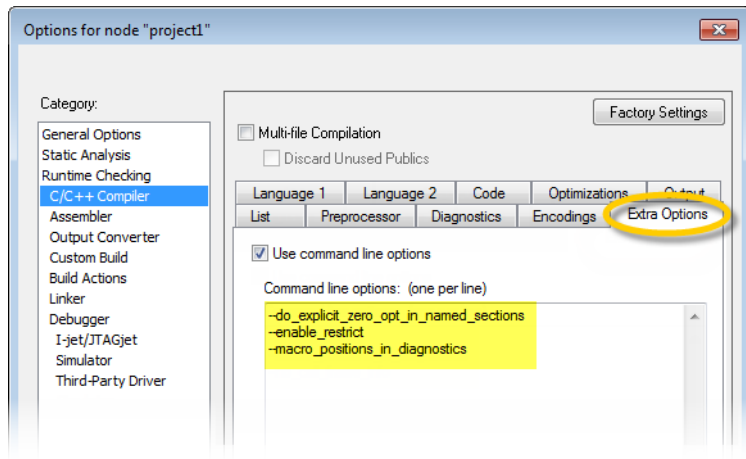 Options for node "project1"
Category:
General Options
Static Analysis
Runtime Checking
C/C++ Compiler
Assembler
Output Converter
Custom Build
Build Actions
Linker
Debugger
I-jet/JTAGjet
Simulator
Third-Party Driver
Factory Settings
Multi-file Compilation
Discard Unused Publics
Language 1 Language 2 Code Optimizations Output
List Preprocessor Diagnostics Encodings Extra Options
Use command line options
Command line options: (one per line)
--do_explicit_zero_opt_in_named_sections
--enable_restrict
--macro_positions_in_diagnostics